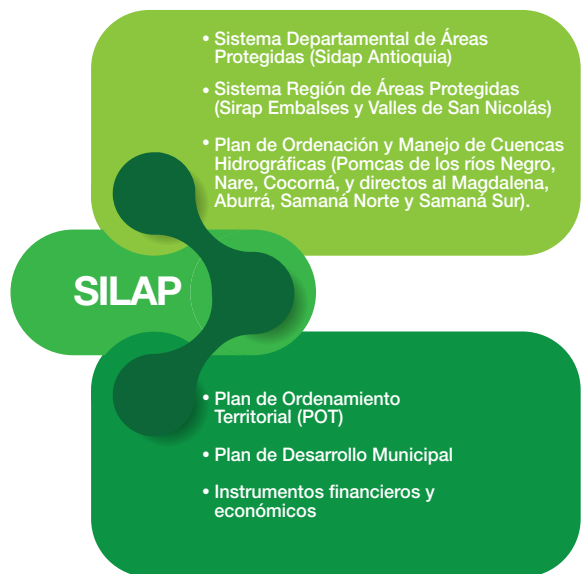 • Sistema Departamental de Áreas
Protegidas (Sidap Antioquia)
• Sistema Región de Áreas Protegidas
(Sirap Embalses y Valles de San Nicolás)
• Plan de Ordenación y Manejo de Cuencas
Hidrográficas (Pomcas de los ríos Negro,
Nare, Cocorná, y directos al Magdalena,
Aburrá, Samaná Norte y Samaná Sur).
SILAP
• Plan de Ordenamiento
Territorial (POT)
• Plan de Desarrollo Municipal
• Instrumentos financieros y
económicos